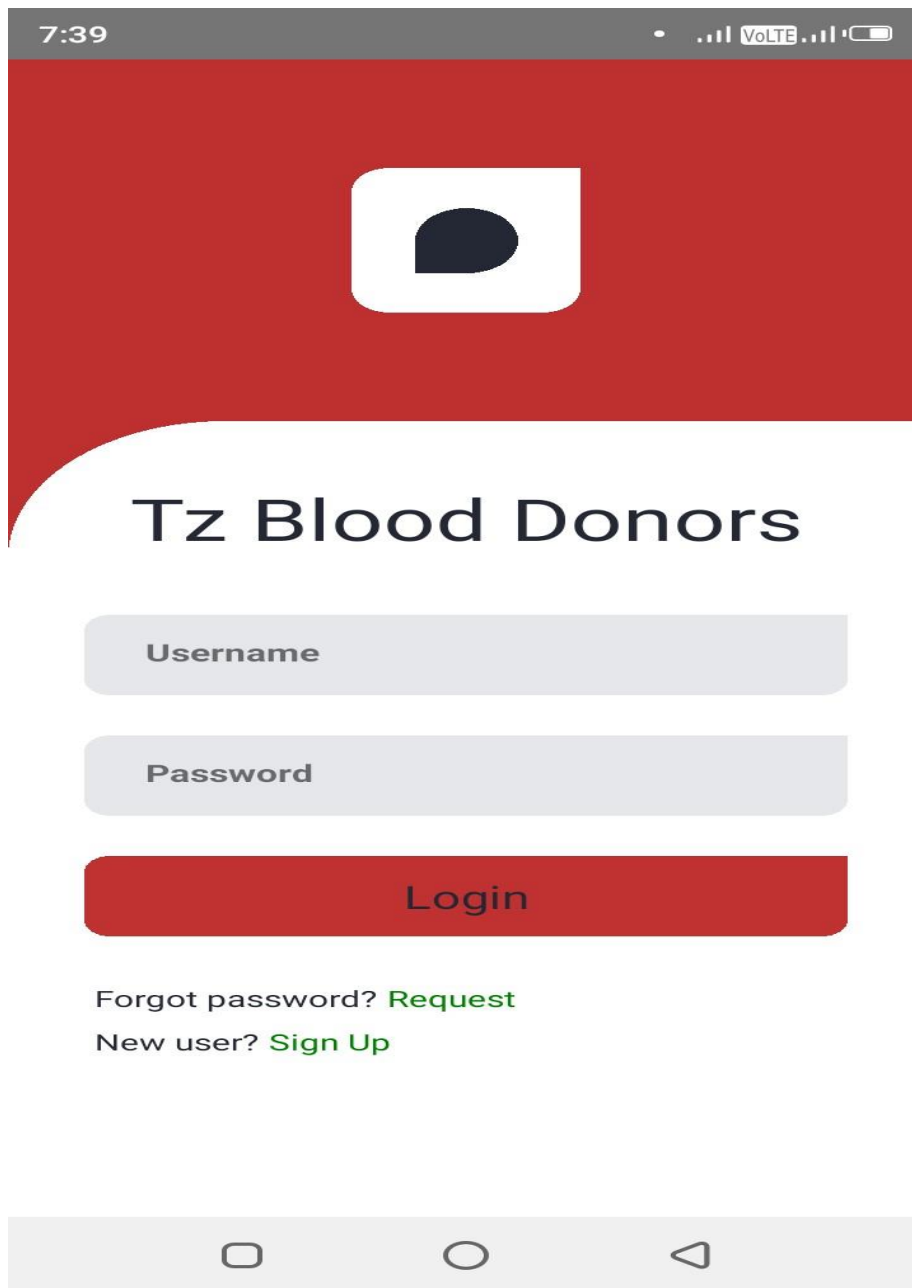 7:39
VoLTE
Tz Blood Donors
Username
Password
Login
Forgot password? Request
New user? Sign Up